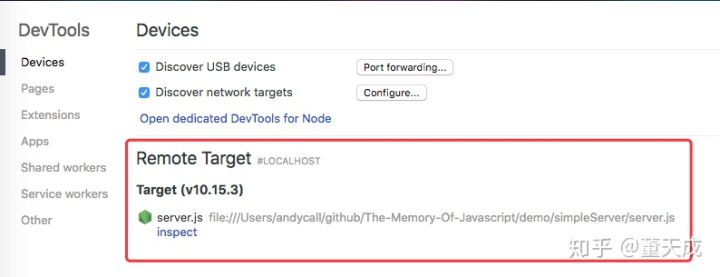 DevTools
Devices
Pages
Extensions
Apps
Shared workers
Service workers
Other
Devices
Discover USB devices Port forwarding...
Discover network targets Configure...
Open dedicated DevTools for Node
Remote Target #LOCALHOST
Target (v10.15.3)
server.js file:///Users/andycall/github/The-Memory-Of-Javascript/demo/simpleServer/server.js
inspect
知乎 @董天成